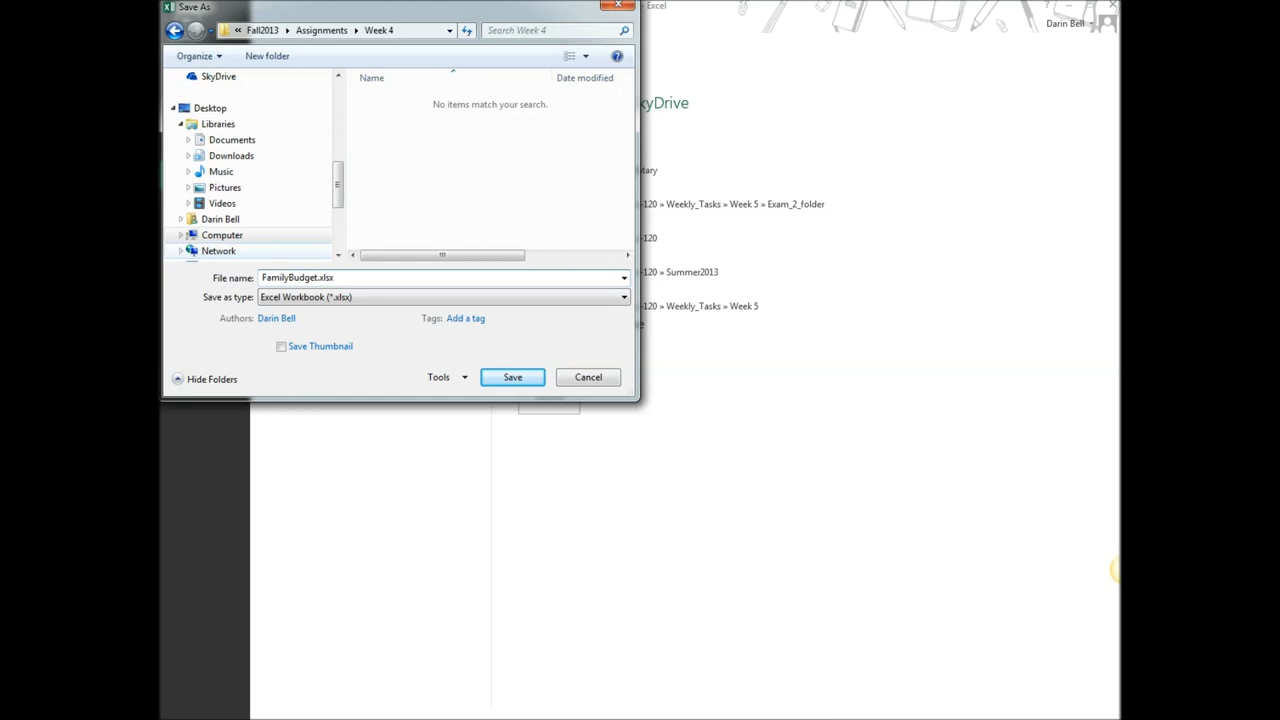 Save As
Excel
« Fall2013 Assignments Week 4
Search Week 4
Darin Bell
Organize
New folder
Name
Date modified
SkyDrive
No items match your search.
kyDrive
Desktop
Libraries
Documents
Downloads
Music
Pictures
Videos
Darin Bell
Computer
Network
tary
-120 » Weekly_Tasks » Week 5 » Exam_2_folder
-120
-120 » Summer2013
-120 » Weekly_Tasks » Week 5
File name: FamilyBudget.xlsx
Save as type: Excel Workbook (*.xlsx)
Authors: Darin Bell
Tags: Add a tag
Save Thumbnail
Hide Folders
Tools
Save
Cancel